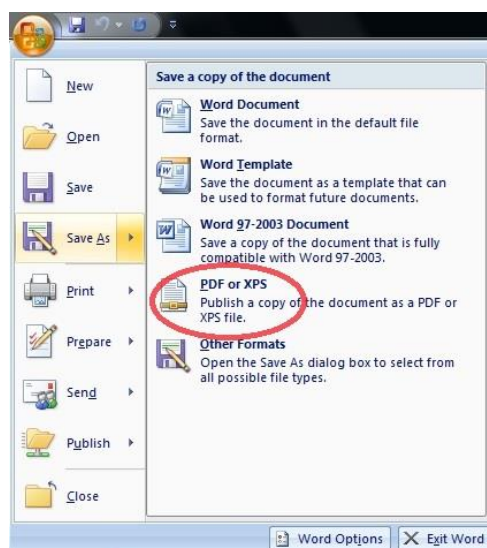 New
Open
Save
Save As
Print
Prepare
Send
Publish
Close
Save a copy of the document
Word Document
Save the document in the default file
format.
Word Template
Save the document as a template that can
be used to format future documents.
Word 97-2003 Document
Save a copy of the document that is fully
compatible with Word 97-2003.
PDF or XPS
Publish a copy of the document as a PDF or
XPS file.
Other Formats
Open the Save As dialog box to select from
all possible file types.
Word Options
Exit Word